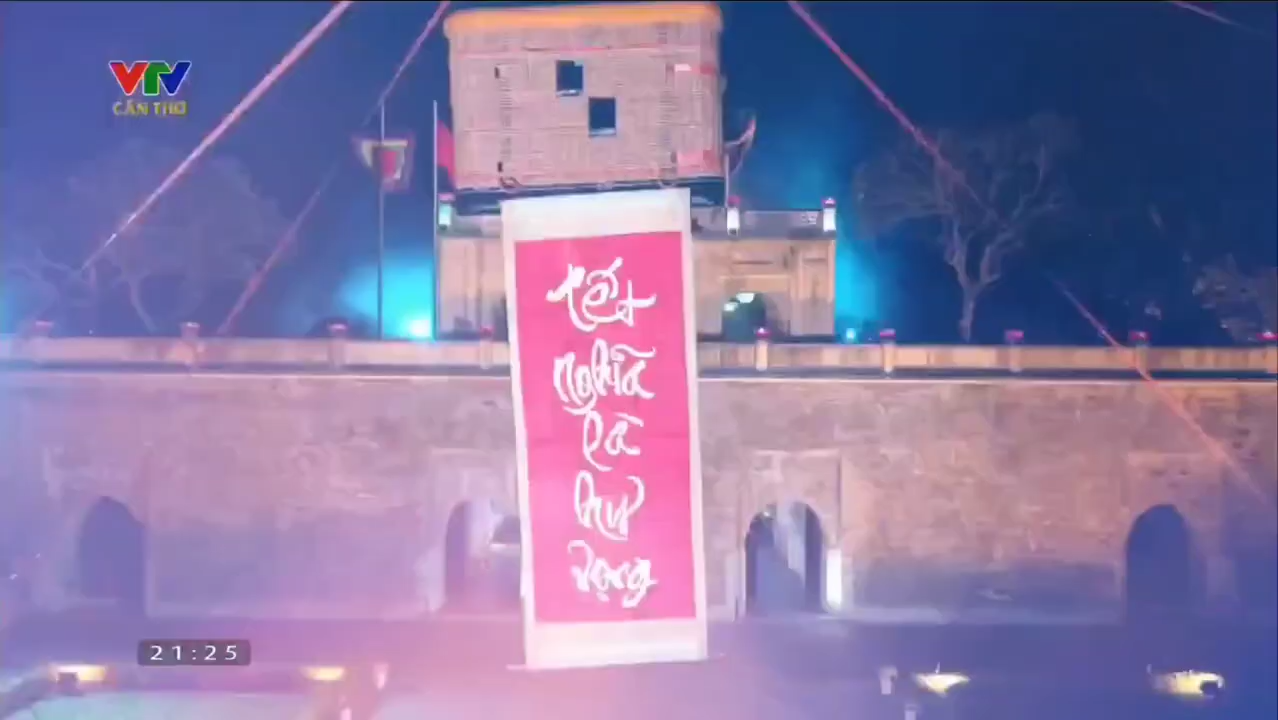 VTV
CẦN THƠ
Tết
nghĩa
là
hy
vọng
21:25